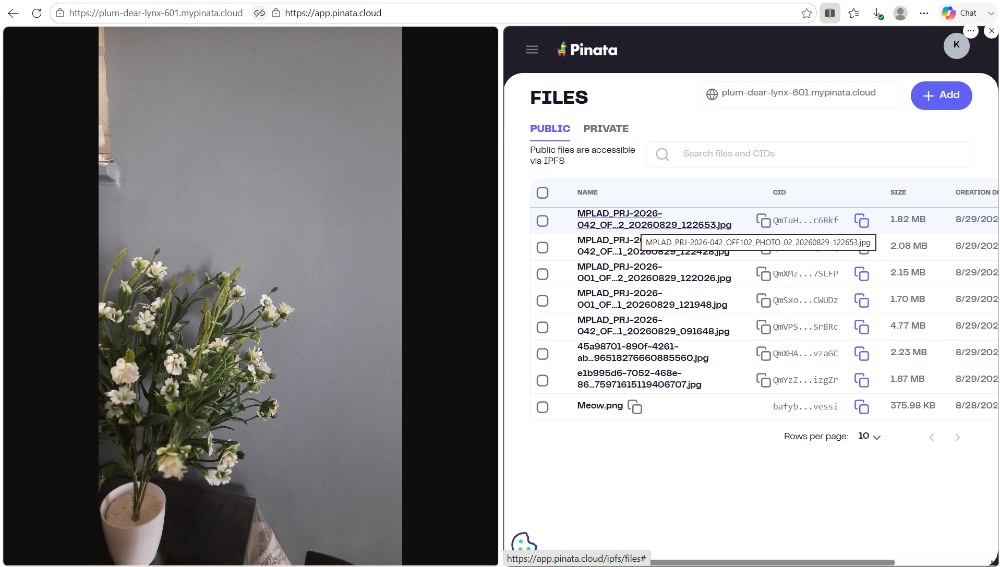 https://plum-dear-lynx-601.mypinata.cloud
https://app.pinata.cloud
Chat
Pinata
K
FILES
plum-dear-lynx-601.mypinata.cloud
Add
PUBLIC PRIVATE
Public files are accessible
via IPFS
Search files and CIDs
NAME CID SIZE CREATION DA
MPLAD_PRJ-2026-
042_OF...2_20260829_122653.jpg
QmTuH...c6Bkf 1.82 MB 8/29/202
MPLAD_PRJ-2026-042_OFF102_PHOTO_02_20260829_122653.jpg
MPLAD_PRJ-2
042_OF...1_20260829_122428.jpg
2.08 MB 8/29/202
MPLAD_PRJ-2026-
001_OF...2_20260829_122026.jpg
QmXMz...7SLFP 2.15 MB 8/29/202
MPLAD_PRJ-2026-
001_OF...1_20260829_121948.jpg
QmSxo...CWUDz 1.70 MB 8/29/202
MPLAD_PRJ-2026-
042_OF...1_20260829_091648.jpg
QmVPS...SrBRc 4.77 MB 8/29/202
45a98701-890f-4261-
ab...96518276660885560.jpg
QmXHA...vzaGC 2.23 MB 8/29/202
e1b995d6-7052-468e-
86...75971615119406707.jpg
QmYzZ...izgZr 1.87 MB 8/29/202
Meow.png bafyb...vessi 375.98 KB 8/28/202
Rows per page: 10
https://app.pinata.cloud/ipfs/files#